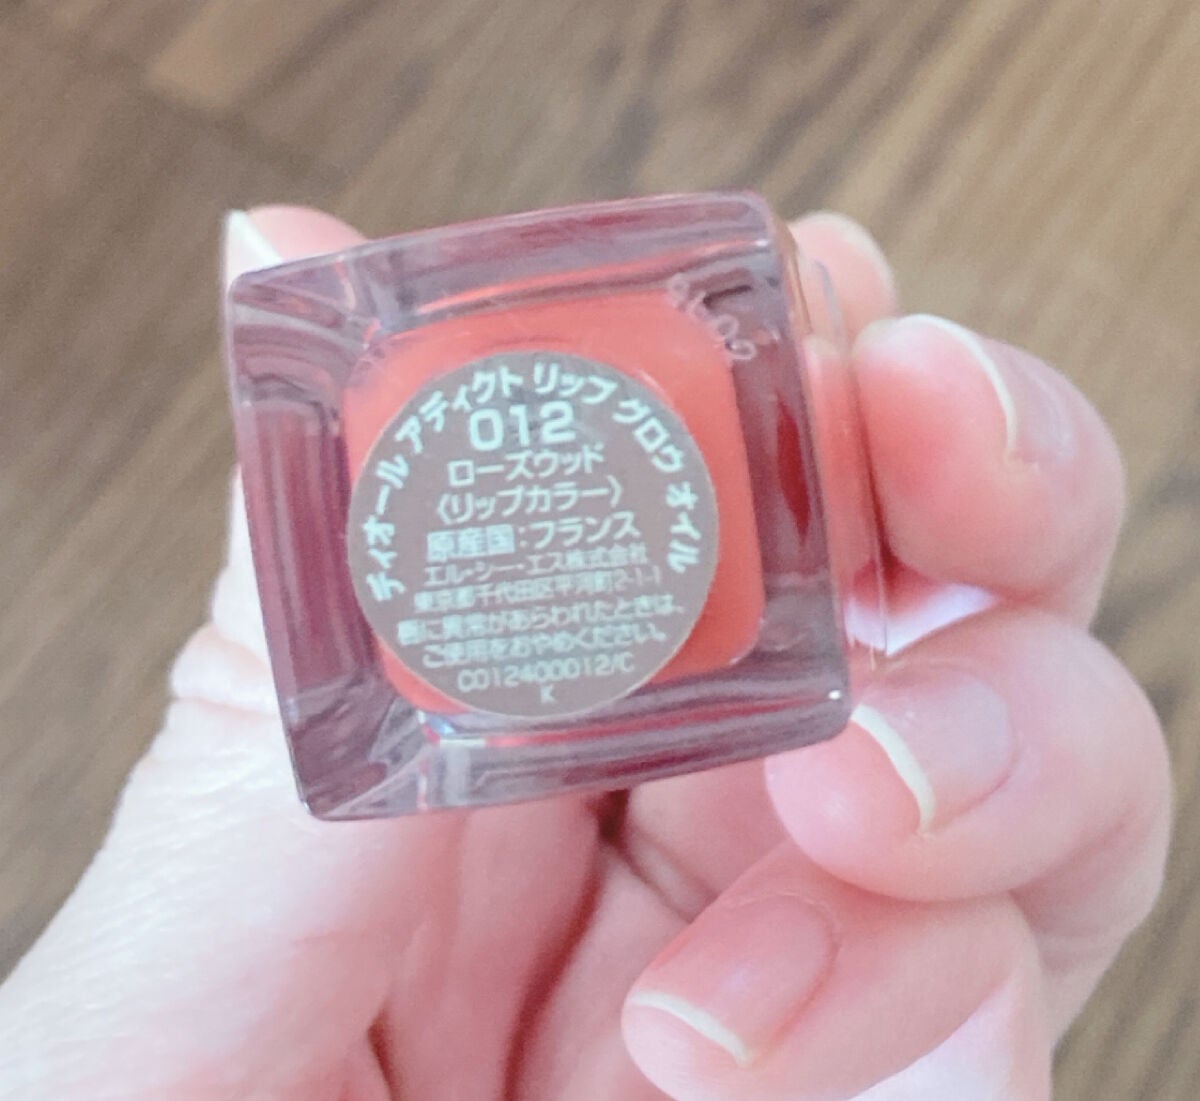 ディオール アディクト リップ グロウ オイル
012
ローズウッド
〈リップカラー〉
原産国:フランス
エル・シー・エス株式会社
東京都千代田区平河町2-1-1
唇に異常があらわれたときは、
ご使用をおやめください。
C012400012/C
K